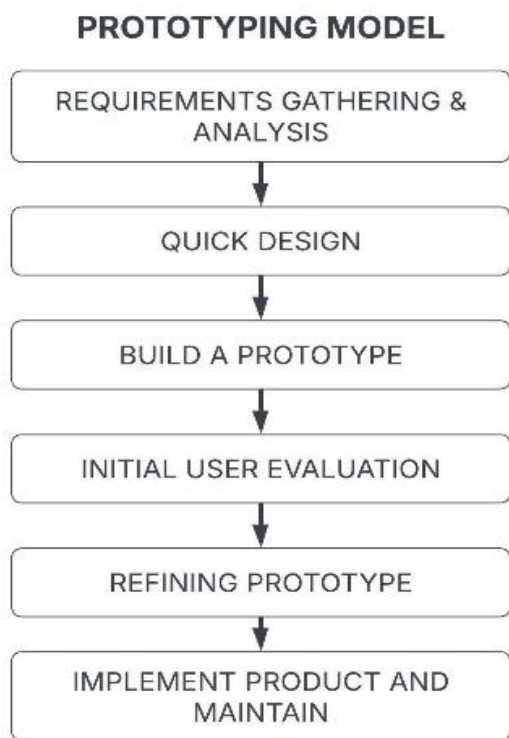 PROTOTYPING MODEL
REQUIREMENTS GATHERING &
ANALYSIS
QUICK DESIGN
BUILD A PROTOTYPE
INITIAL USER EVALUATION
REFINING PROTOTYPE
IMPLEMENT PRODUCT AND
MAINTAIN